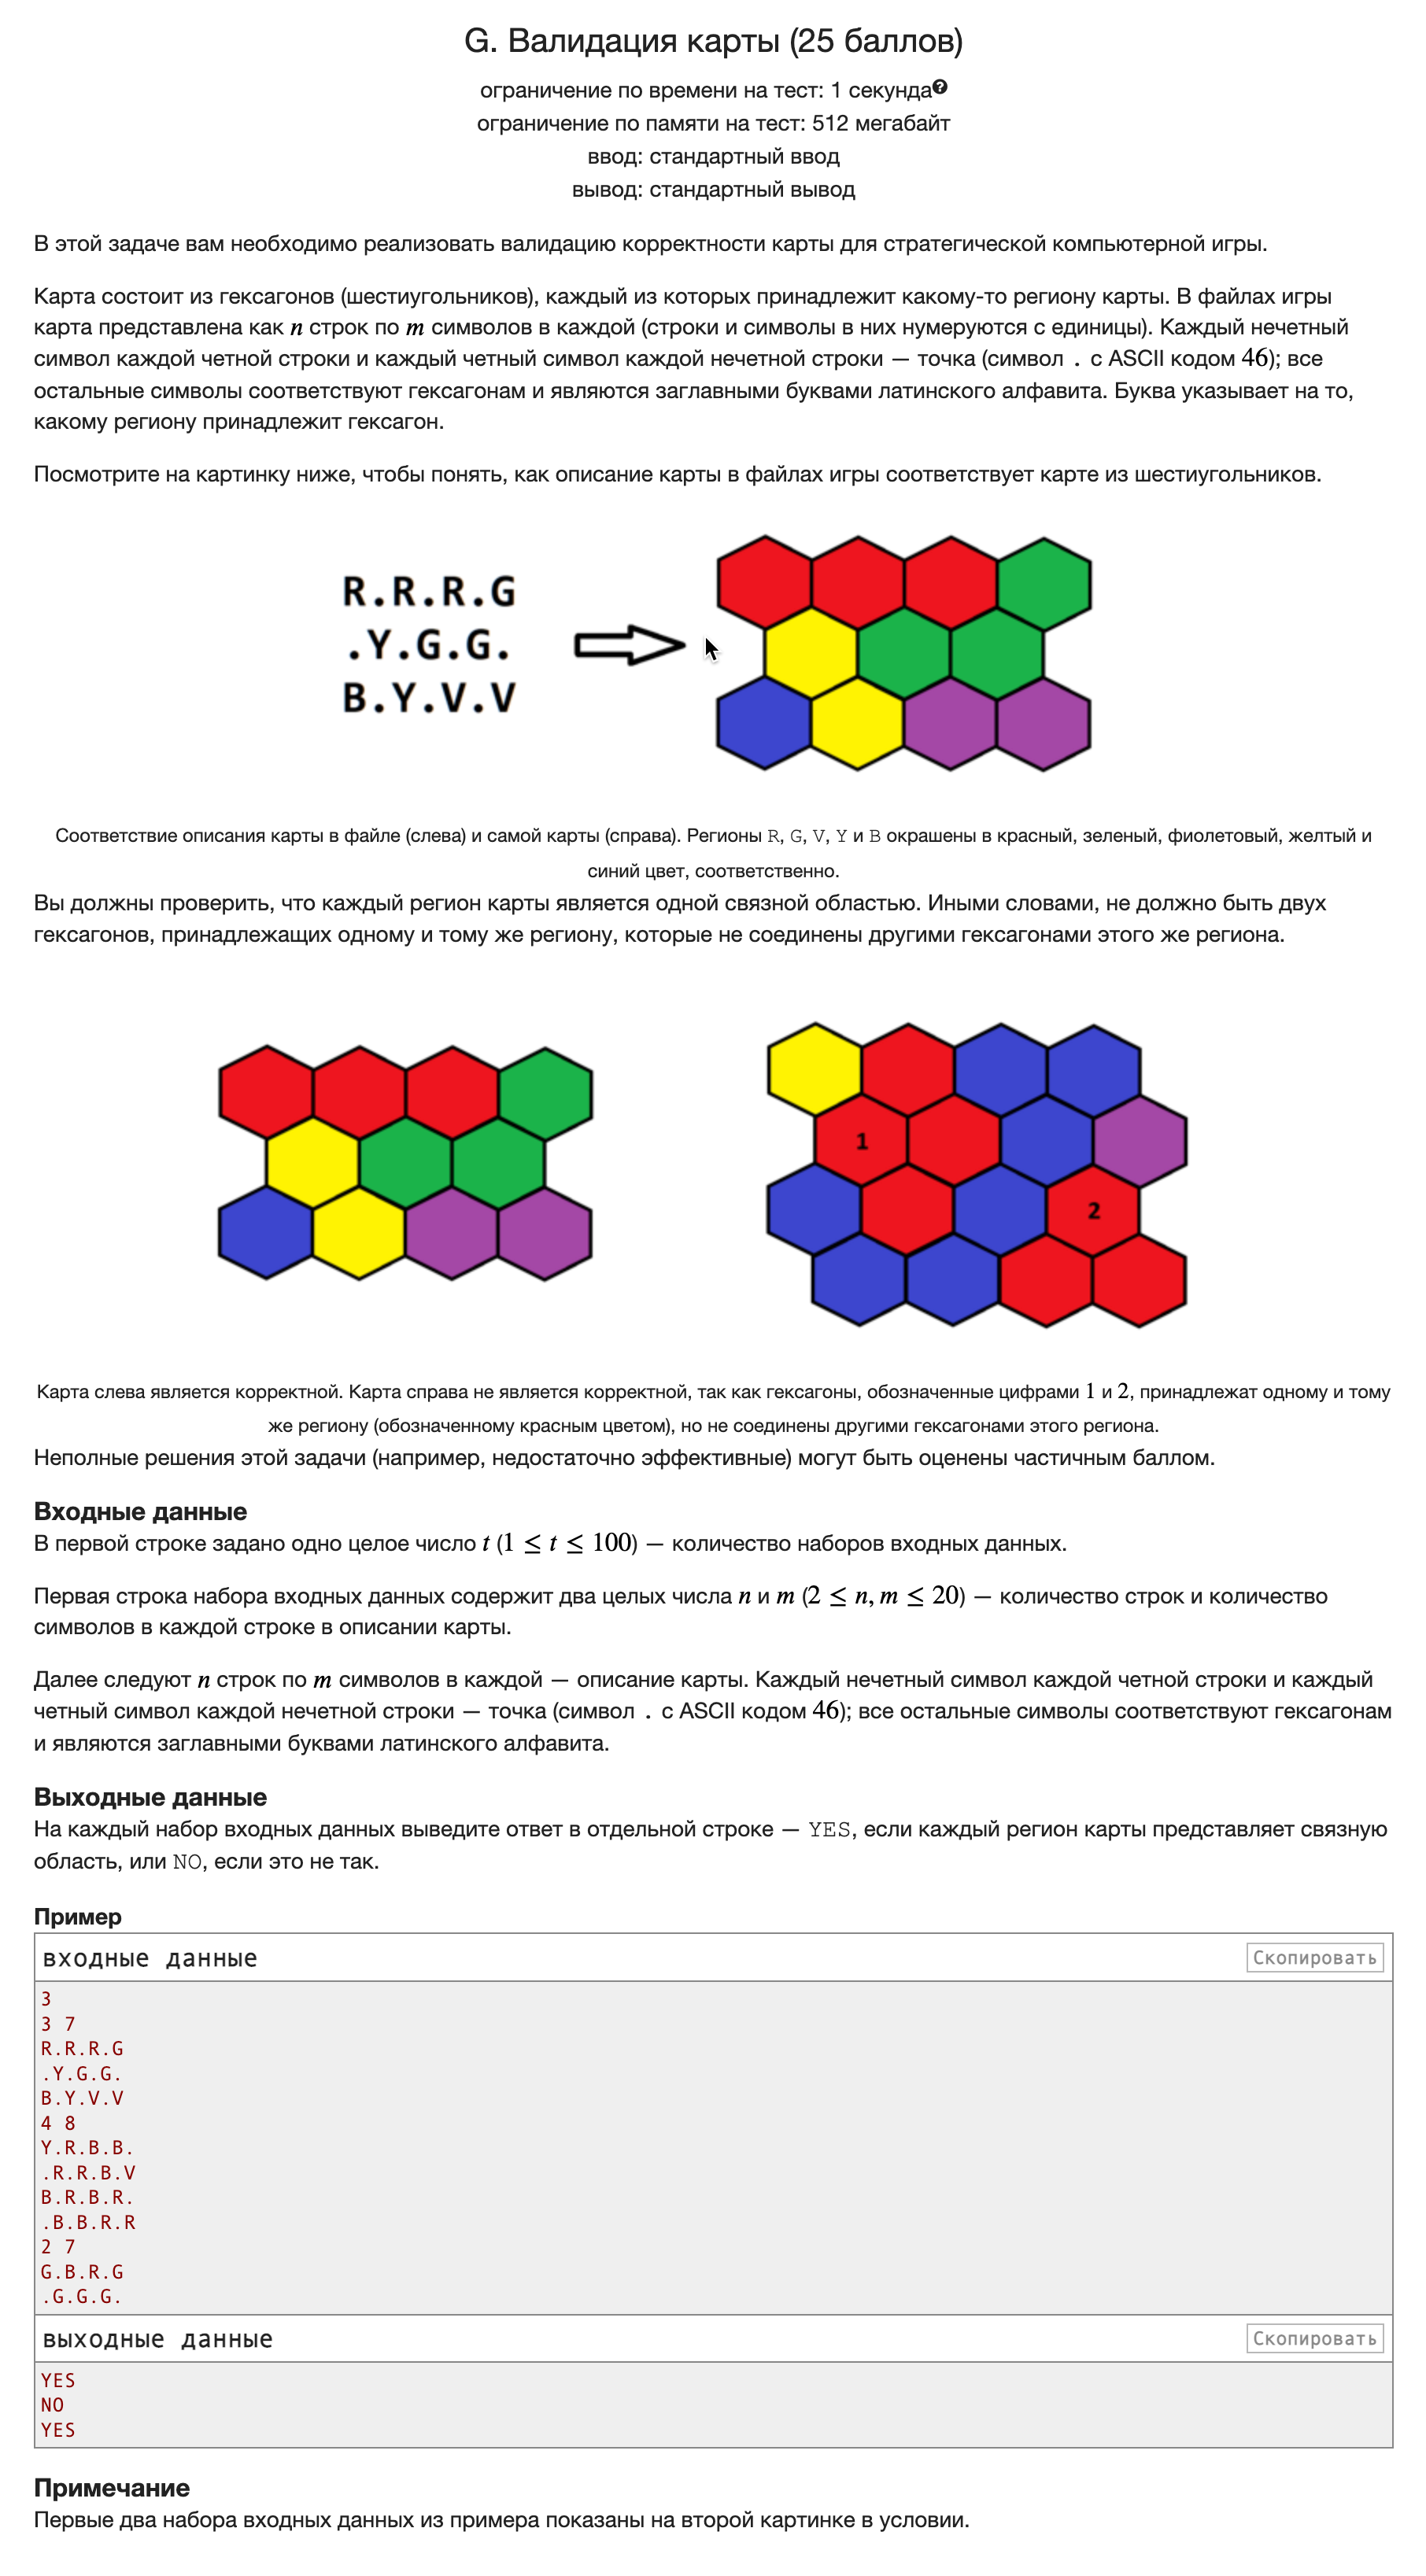 G. Валидация карты (25 баллов)
ограничение по времени на тест: 1 секунда?
ограничение по памяти на тест: 512 мегабайт
ввод: стандартный ввод
вывод: стандартный вывод
В этой задаче вам необходимо реализовать валидацию корректности карты для стратегической компьютерной игры.
Карта состоит из гексагонов (шестиугольников), каждый из которых принадлежит какому-то региону карты. В файлах игры
карта представлена как n строк по m символов в каждой (строки и символы в них нумеруются с единицы). Каждый нечетный
символ каждой четной строки и каждый четный символ каждой нечетной строки — точка (символ . с ASCII кодом 46); все
остальные символы соответствуют гексагонам и являются заглавными буквами латинского алфавита. Буква указывает на то,
какому региону принадлежит гексагон.
Посмотрите на картинку ниже, чтобы понять, как описание карты в файлах игры соответствует карте из шестиугольников.
R.R.R.G
.Y.G.G.
B.Y.V.V
Соответствие описания карты в файле (слева) и самой карты (справа). Регионы R, G, V, Y и B окрашены в красный, зеленый, фиолетовый, желтый и
синий цвет, соответственно.
Вы должны проверить, что каждый регион карты является одной связной областью. Иными словами, не должно быть двух
гексагонов, принадлежащих одному и тому же региону, которые не соединены другими гексагонами этого же региона.
1
2
Карта слева является корректной. Карта справа не является корректной, так как гексагоны, обозначенные цифрами 1 и 2, принадлежат одному и тому
же региону (обозначенному красным цветом), но не соединены другими гексагонами этого региона.
Неполные решения этой задачи (например, недостаточно эффективные) могут быть оценены частичным баллом.
Входные данные
В первой строке задано одно целое число t (1 ≤ t ≤ 100) — количество наборов входных данных.
Первая строка набора входных данных содержит два целых числа n и m (2 ≤ n, m ≤ 20) — количество строк и количество
символов в каждой строке в описании карты.
Далее следуют n строк по m символов в каждой — описание карты. Каждый нечетный символ каждой четной строки и каждый
четный символ каждой нечетной строки — точка (символ . с ASCII кодом 46); все остальные символы соответствуют гексагонам
и являются заглавными буквами латинского алфавита.
Выходные данные
На каждый набор входных данных выведите ответ в отдельной строке — YES, если каждый регион карты представляет связную
область, или NO, если это не так.
Пример
входные данные
Скопировать
3
3 7
R.R.R.G
.Y.G.G.
B.Y.V.V
4 8
Y.R.B.B.
.R.R.B.V
B.R.B.R.
.B.B.R.R
2 7
G.B.R.G
.G.G.G.
выходные данные
Скопировать
YES
NO
YES
Примечание
Первые два набора входных данных из примера показаны на второй картинке в условии.